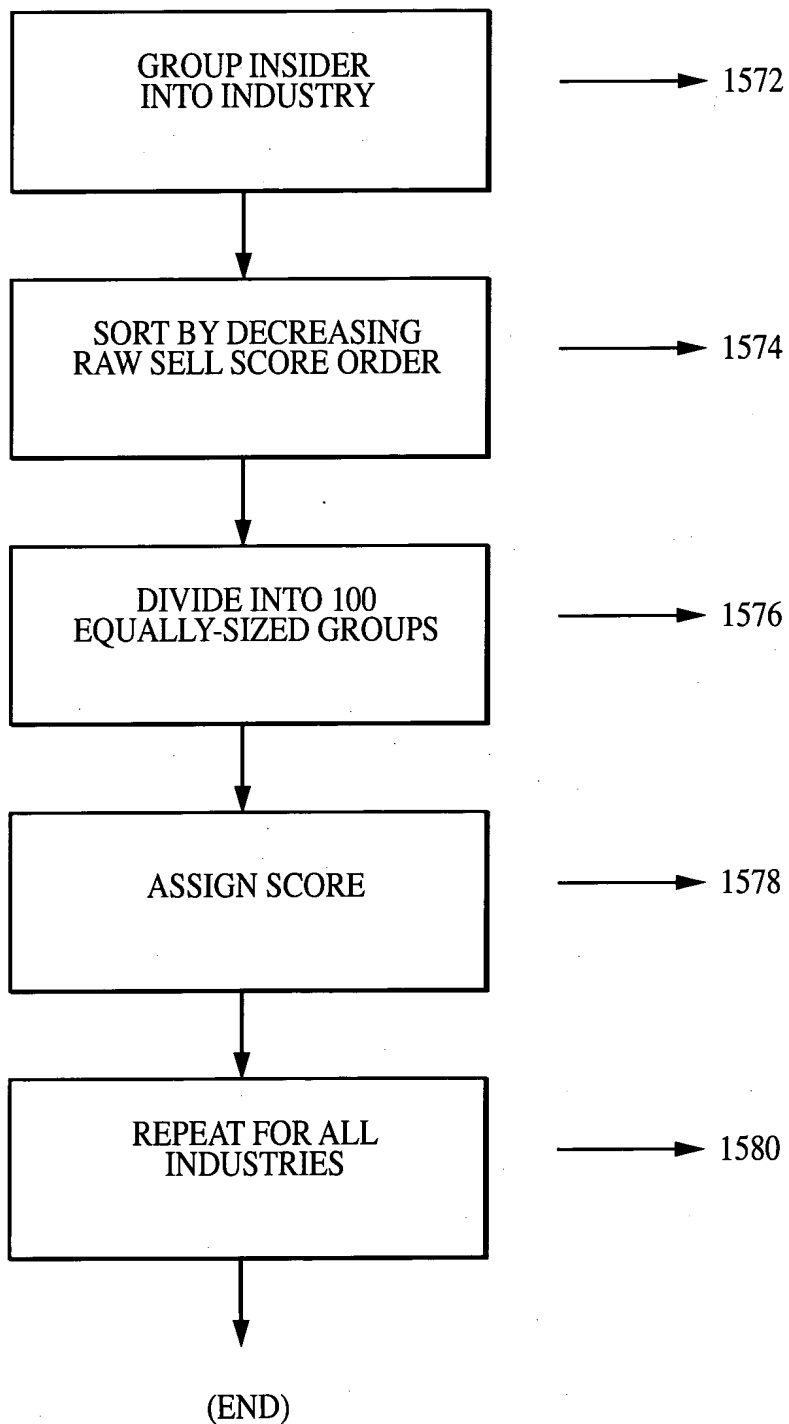 GROUP INSIDER
INTO INDUSTRY
1572
SORT BY DECREASING
RAW SELL SCORE ORDER
1574
DIVIDE INTO 100
EQUALLY-SIZED GROUPS
1576
ASSIGN SCORE
1578
REPEAT FOR ALL
INDUSTRIES
1580
(END)